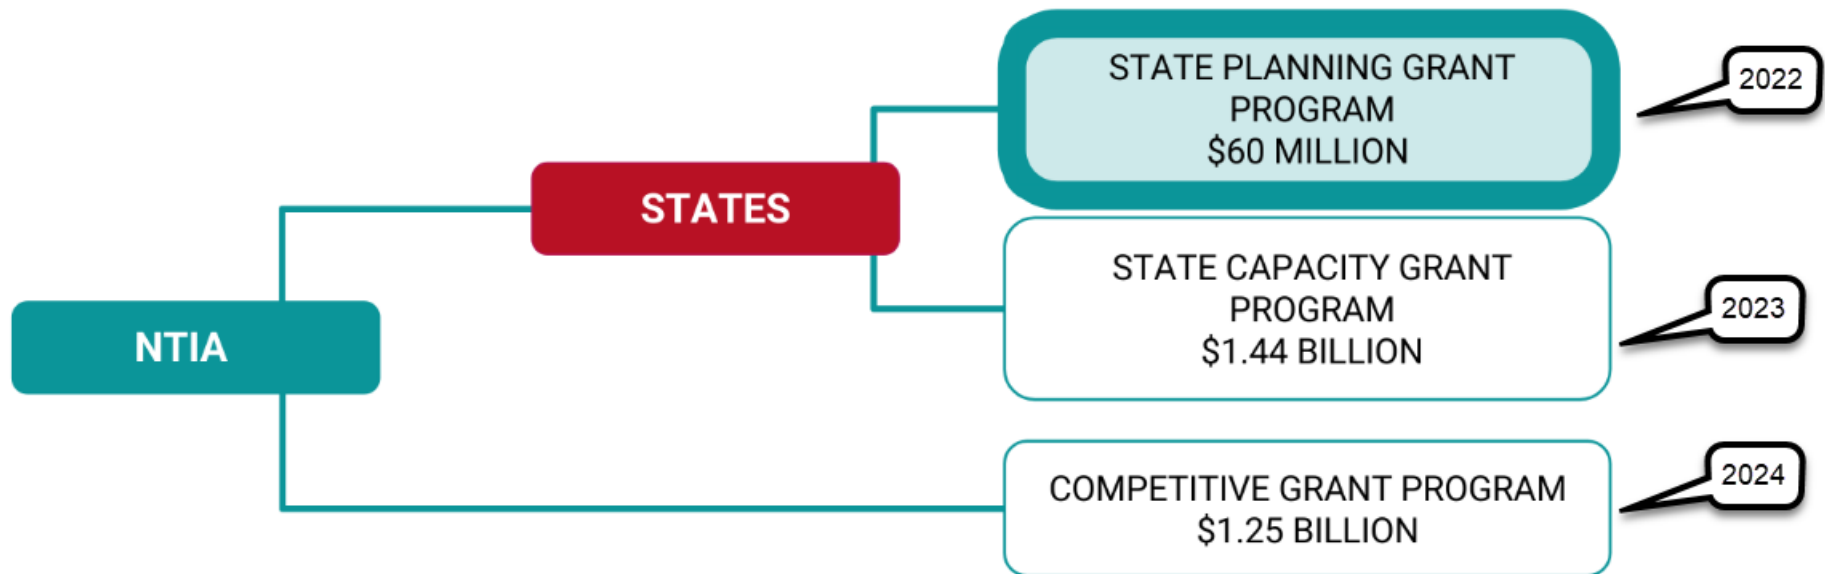 STATE PLANNING GRANT
PROGRAM
$60 MILLION
2022
STATES
STATE CAPACITY GRANT
PROGRAM
$1.44 BILLION
2023
NTIA
COMPETITIVE GRANT PROGRAM
$1.25 BILLION
2024